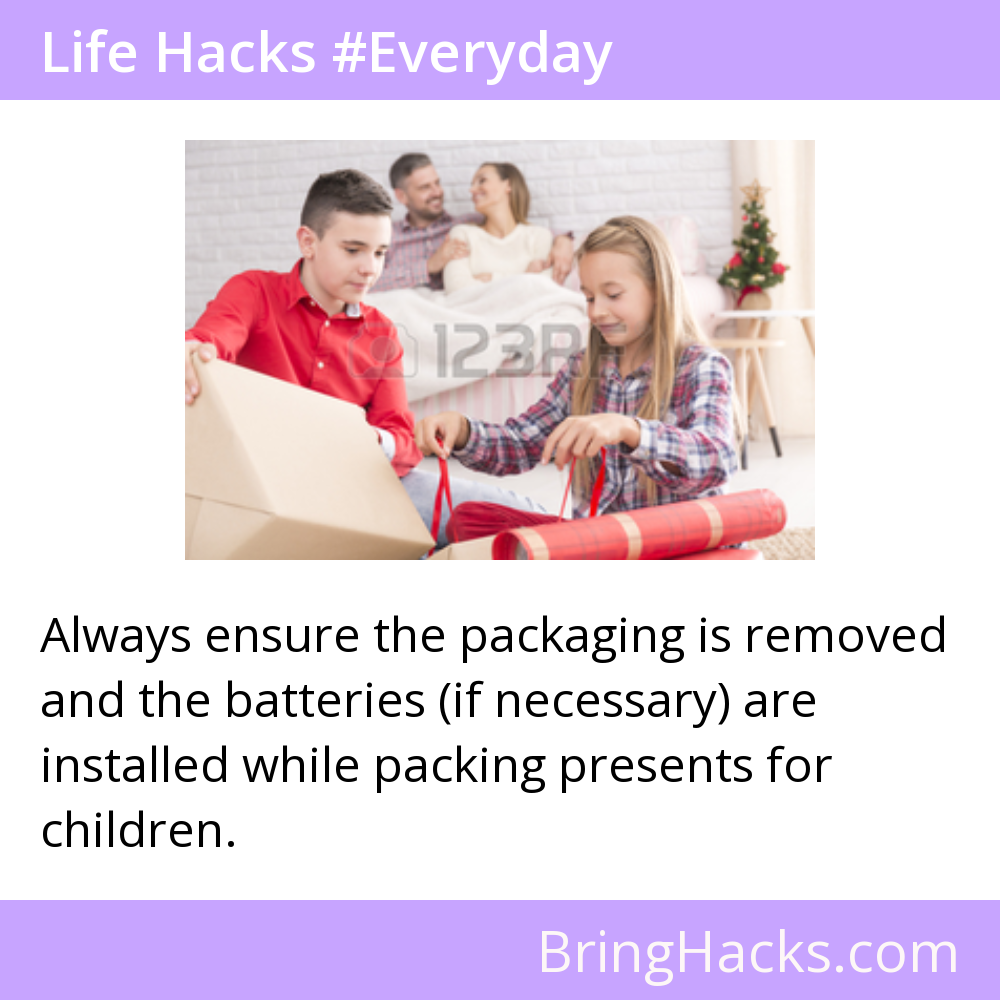 Life Hacks #Everyday
123RF
Always ensure the packaging is removed
and the batteries (if necessary) are
installed while packing presents for
children.
BringHacks.com